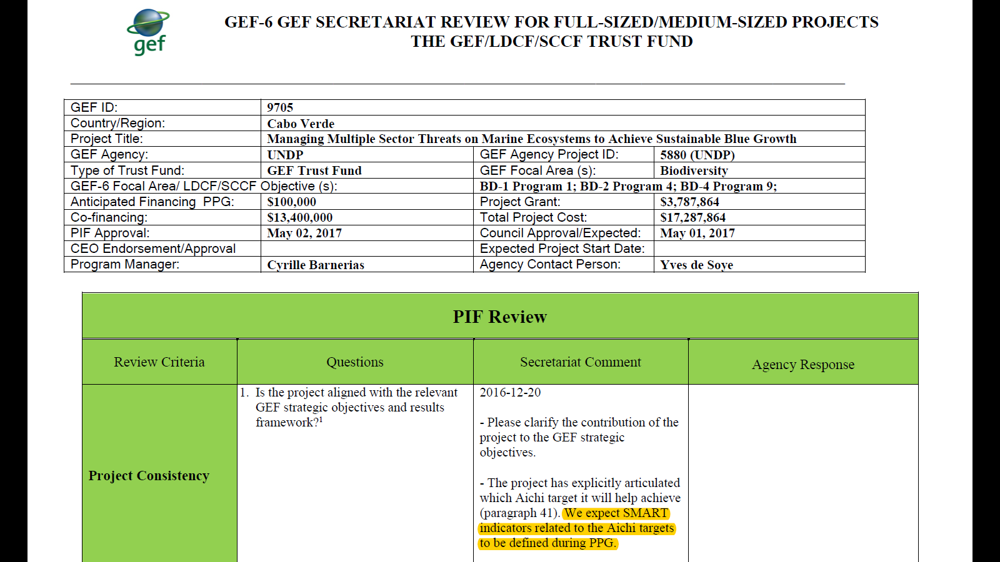 gef
GEF-6 GEF SECRETARIAT REVIEW FOR FULL-SIZED/MEDIUM-SIZED PROJECTS
THE GEF/LDCF/SCCF TRUST FUND
GEF ID: 9705
Country/Region: Cabo Verde
Project Title: Managing Multiple Sector Threats on Marine Ecosystems to Achieve Sustainable Blue Growth
GEF Agency: UNDP GEF Agency Project ID: 5880 (UNDP)
Type of Trust Fund: GEF Trust Fund GEF Focal Area (s): Biodiversity
GEF-6 Focal Area/ LDCF/SCCF Objective (s): BD-1 Program 1; BD-2 Program 4; BD-4 Program 9;
Anticipated Financing PPG: $100,000 Project Grant: $3,787,864
Co-financing: $13,400,000 Total Project Cost: $17,287,864
PIF Approval: May 02, 2017 Council Approval/Expected: May 01, 2017
CEO Endorsement/Approval Expected Project Start Date:
Program Manager: Cyrille Barnerias Agency Contact Person: Yves de Soye
PIF Review
Review Criteria Questions Secretariat Comment Agency Response
Project Consistency
1. Is the project aligned with the relevant
GEF strategic objectives and results
framework?¹
2016-12-20
- Please clarify the contribution of the
project to the GEF strategic
objectives.
- The project has explicitly articulated
which Aichi target it will help achieve
(paragraph 41). We expect SMART
indicators related to the Aichi targets
to be defined during PPG.